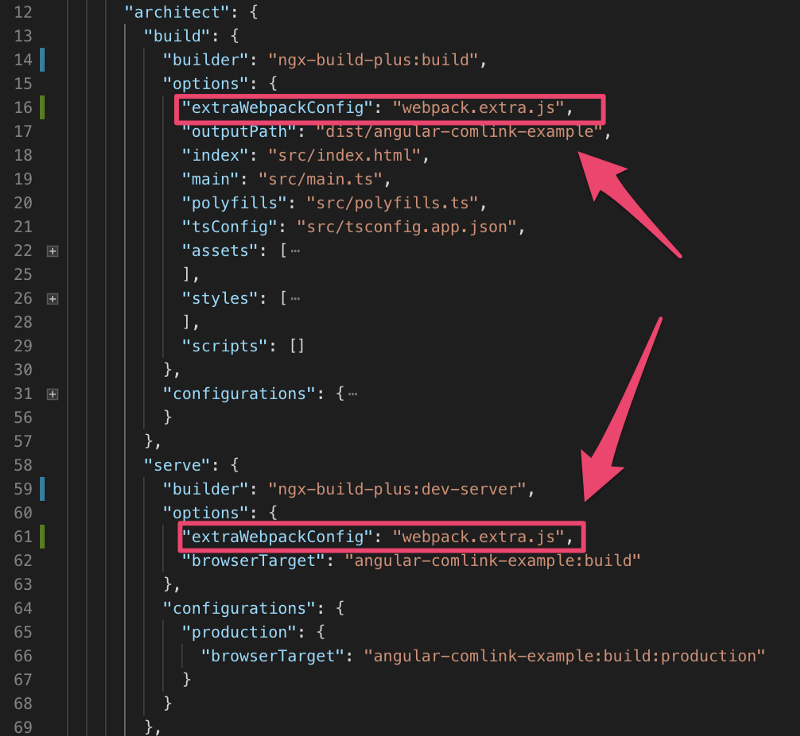 12 "architect": {
13 "build": {
14 "builder": "ngx-build-plus:build",
15 "options": {
16 "extraWebpackConfig": "webpack.extra.js",
17 "outputPath": "dist/angular-comlink-example",
18 "index": "src/index.html",
19 "main": "src/main.ts",
20 "polyfills": "src/polyfills.ts",
21 "tsConfig": "src/tsconfig.app.json",
22 "assets": [⋯
25 ],
26 "styles": [⋯
28 ],
29 "scripts": []
30 },
31 "configurations": {⋯
56 }
57 },
58 "serve": {
59 "builder": "ngx-build-plus:dev-server",
60 "options": {
61 "extraWebpackConfig": "webpack.extra.js",
62 "browserTarget": "angular-comlink-example:build"
63 },
64 "configurations": {
65 "production": {
66 "browserTarget": "angular-comlink-example:build:production"
67 }
68 }
69 },